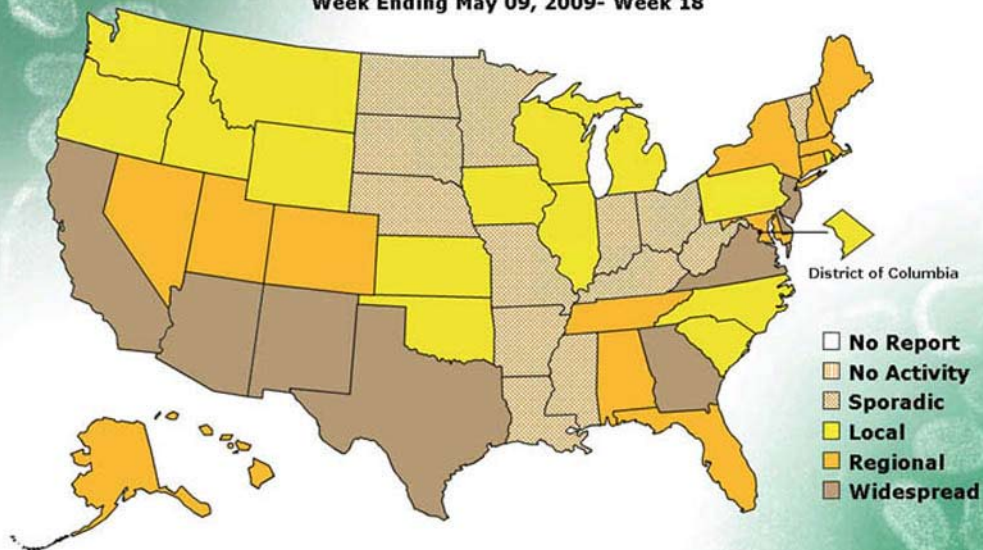 Week Ending May 09, 2009- Week 18
District of Columbia
No Report
No Activity
Sporadic
Local
Regional
Widespread